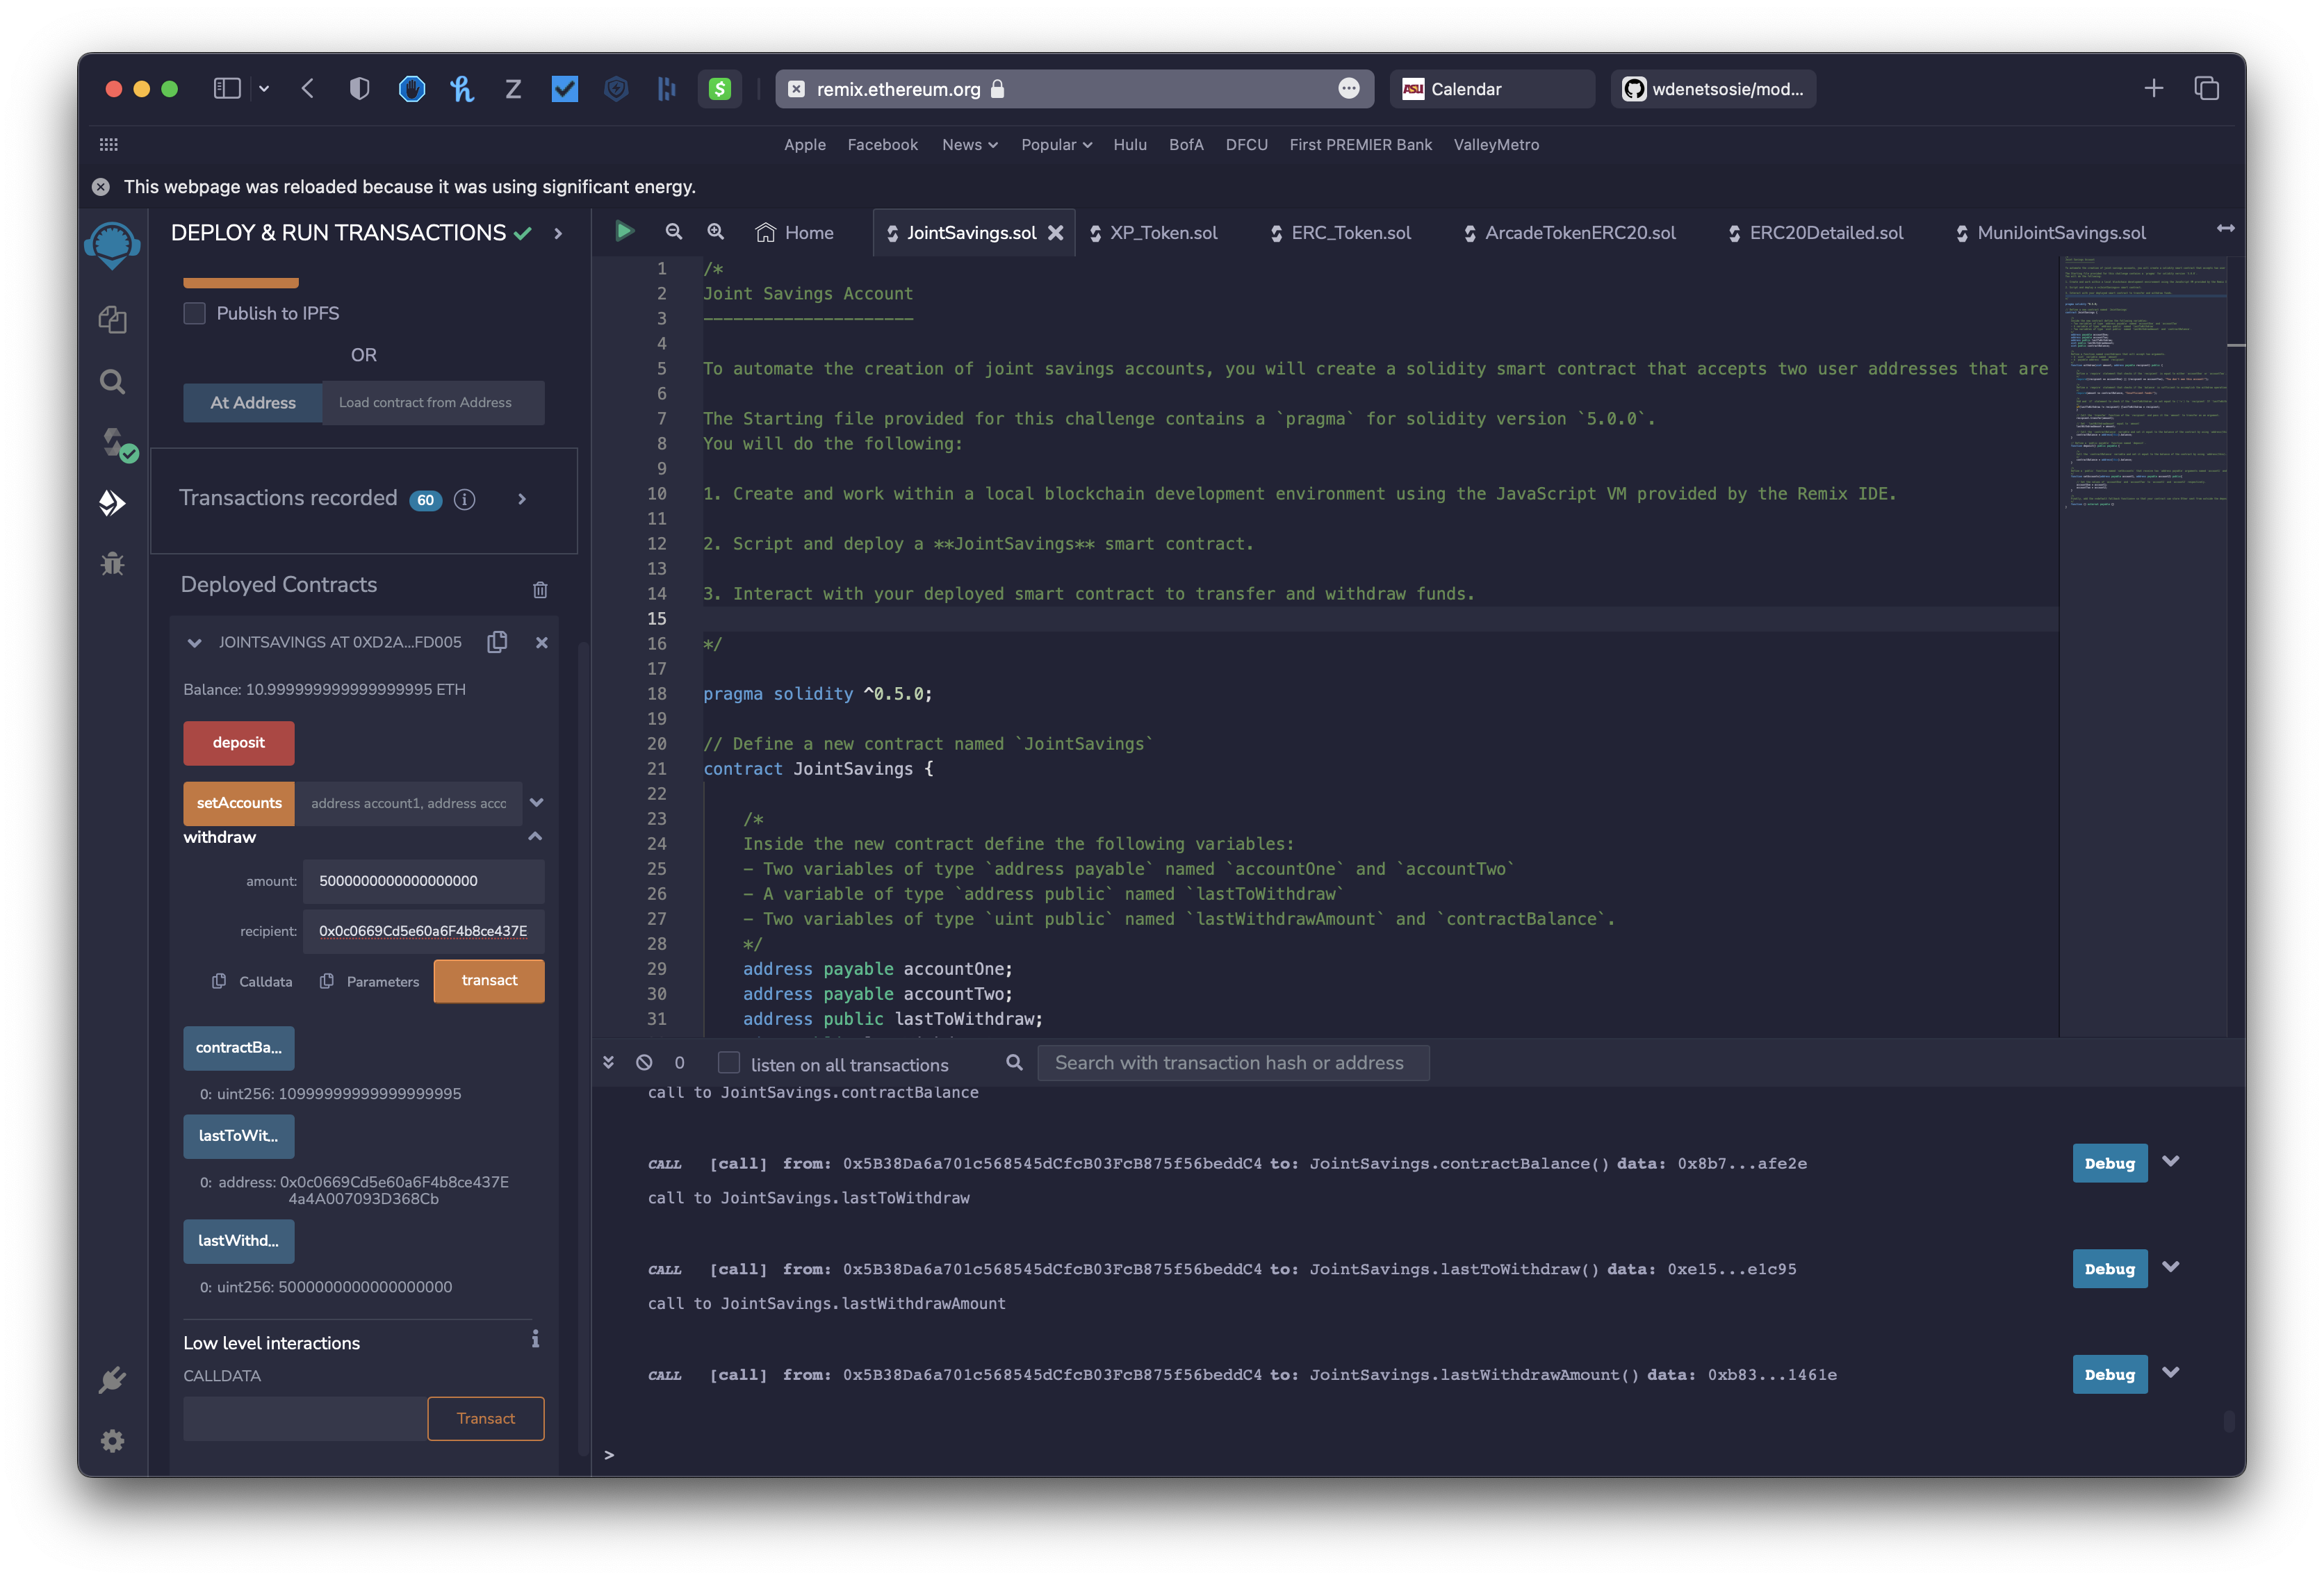 remix.ethereum.org
ASU Calendar
wdenetsosie/mod...
Apple Facebook News Popular Hulu BofA DFCU First PREMIER Bank ValleyMetro
This webpage was reloaded because it was using significant energy.
DEPLOY & RUN TRANSACTIONS
Publish to IPFS
OR
At Address Load contract from Address
Transactions recorded 60
Deployed Contracts
JOINTSAVINGS AT 0XD2A...FD005
Balance: 10.999999999999999995 ETH
deposit
setAccounts address account1, address acco
withdraw
amount: 5000000000000000000
recipient: 0x0c0669Cd5e60a6F4b8ce437E
Calldata Parameters transact
contractBa...
0: uint256: 10999999999999999995
lastToWit...
0: address: 0x0c0669Cd5e60a6F4b8ce437E
4a4A007093D368Cb
lastWithd...
0: uint256: 5000000000000000000
Low level interactions
CALLDATA
Transact
Home JointSavings.sol XP_Token.sol ERC_Token.sol ArcadeTokenERC20.sol ERC20Detailed.sol MuniJointSavings.sol
1 /*
2 Joint Savings Account
3 ---------------------
4
5 To automate the creation of joint savings accounts, you will create a solidity smart contract that accepts two user addresses that are
6
7 The Starting file provided for this challenge contains a `pragma` for solidity version `5.0.0`.
8 You will do the following:
9
10 1. Create and work within a local blockchain development environment using the JavaScript VM provided by the Remix IDE.
11
12 2. Script and deploy a **JointSavings** smart contract.
13
14 3. Interact with your deployed smart contract to transfer and withdraw funds.
15
16 */
17
18 pragma solidity ^0.5.0;
19
20 // Define a new contract named `JointSavings`
21 contract JointSavings {
22
23 /*
24 Inside the new contract define the following variables:
25 - Two variables of type `address payable` named `accountOne` and `accountTwo`
26 - A variable of type `address public` named `lastToWithdraw`
27 - Two variables of type `uint public` named `lastWithdrawAmount` and `contractBalance`.
28 */
29 address payable accountOne;
30 address payable accountTwo;
31 address public lastToWithdraw;
0 listen on all transactions Search with transaction hash or address
call to JointSavings.contractBalance
CALL [call] from: 0x5B38Da6a701c568545dCfcB03FcB875f56beddC4 to: JointSavings.contractBalance() data: 0x8b7...afe2e Debug
call to JointSavings.lastToWithdraw
CALL [call] from: 0x5B38Da6a701c568545dCfcB03FcB875f56beddC4 to: JointSavings.lastToWithdraw() data: 0xe15...e1c95 Debug
call to JointSavings.lastWithdrawAmount
CALL [call] from: 0x5B38Da6a701c568545dCfcB03FcB875f56beddC4 to: JointSavings.lastWithdrawAmount() data: 0xb83...1461e Debug
>